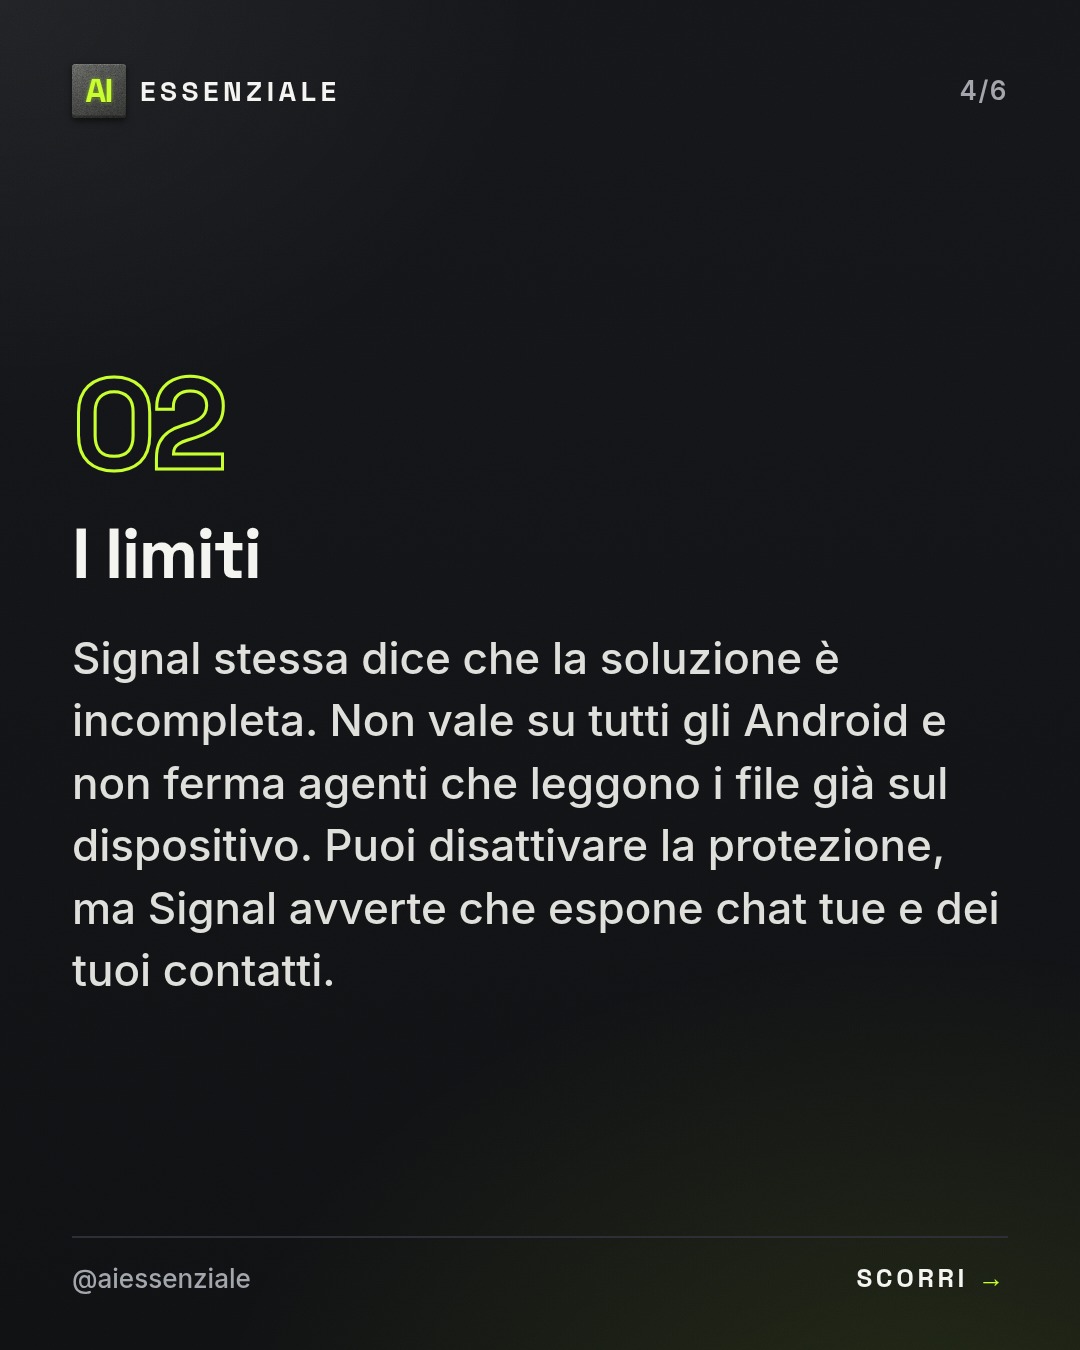 AI ESSENZIALE
4/6
02
I limiti
Signal stessa dice che la soluzione è
incompleta. Non vale su tutti gli Android e
non ferma agenti che leggono i file già sul
dispositivo. Puoi disattivare la protezione,
ma Signal avverte che espone chat tue e dei
tuoi contatti.
@aiessenziale
SCORRI →